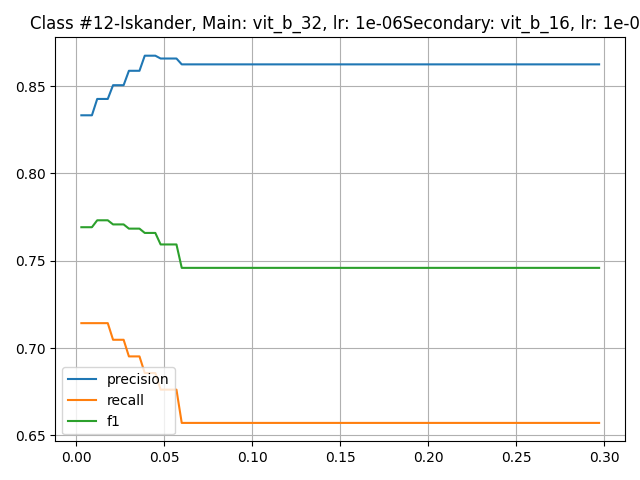 Class #12-Iskander, Main: vit_b_32, lr: 1e-06Secondary: vit_b_16, lr: 1e-0
0.85
0.80
0.75
0.70
0.65
precision
recall
f1
0.00 0.05 0.10 0.15 0.20 0.25 0.30